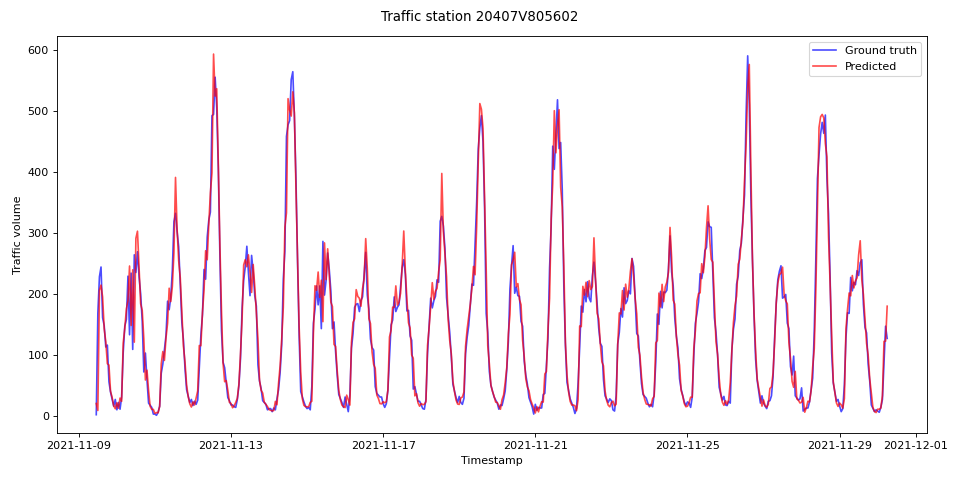 Traffic station 20407V805602
Ground truth
Predicted
600
500
400
300
200
100
0
Traffic volume
2021-11-09
2021-11-13
2021-11-17
2021-11-21
2021-11-25
2021-11-29
2021-12-01
Timestamp